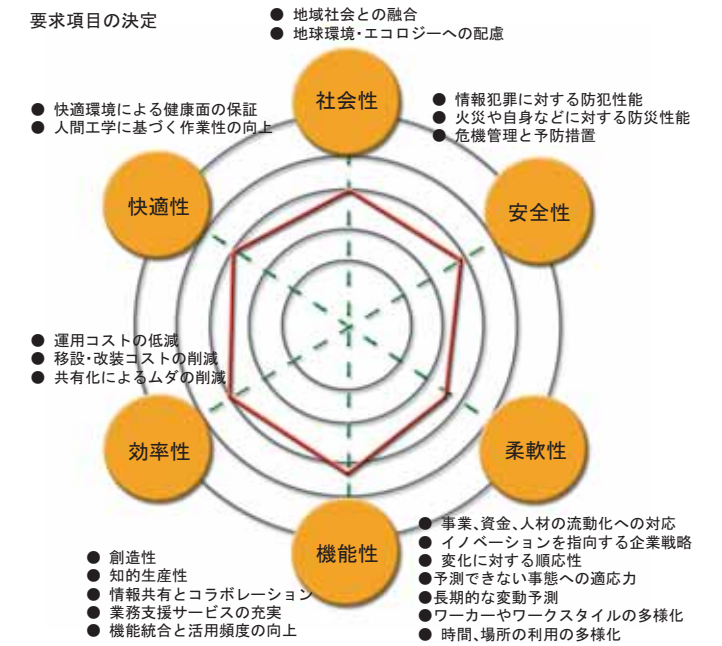 要求項目の決定
● 地域社会との融合
● 地球環境・エコロジーへの配慮
社会性
● 快適環境による健康面の保証
● 人間工学に基づく作業性の向上
● 情報犯罪に対する防犯性能
● 火災や自身などに対する防災性能
● 危機管理と予防措置
快適性
安全性
● 運用コストの低減
● 移設・改装コストの削減
● 共有化によるムダの削減
効率性
柔軟性
機能性
● 創造性
● 知的生産性
● 情報共有とコラボレーション
● 業務支援サービスの充実
● 機能統合と活用頻度の向上
● 事業、資金、人材の流動化への対応
● イノベーションを指向する企業戦略
● 変化に対する順応性
●予測できない事態への適応力
●長期的な変動予測
●ワーカーやワークスタイルの多様化
● 時間、場所の利用の多様化